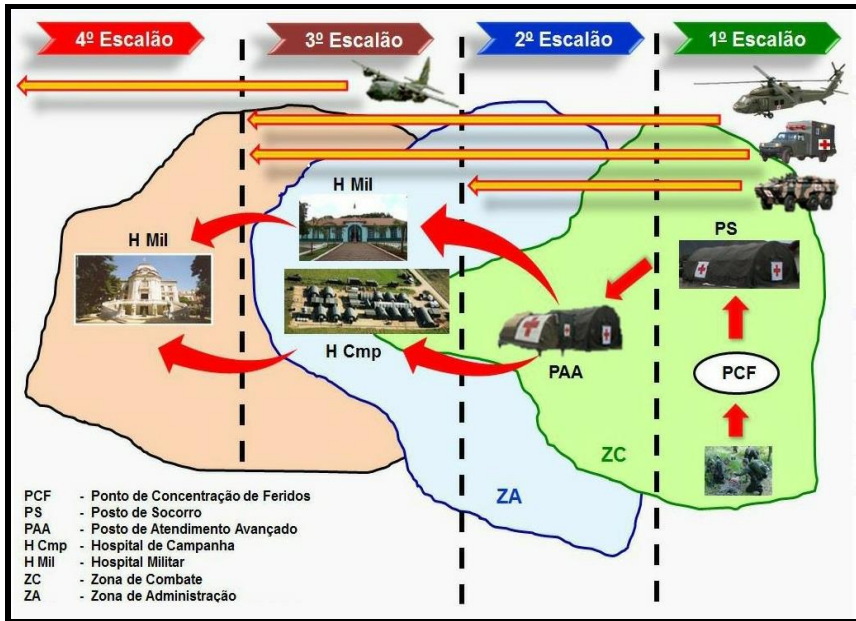 4º Escalão
3º Escalão
2º Escalão
1º Escalão
H Mil
PS
H Mil
H Cmp
PAA
PCF
ZC
ZA
PCF - Ponto de Concentração de Feridos
PS - Posto de Socorro
PAA - Posto de Atendimento Avançado
H Cmp - Hospital de Campanha
H Mil - Hospital Militar
ZC - Zona de Combate
ZA - Zona de Administração